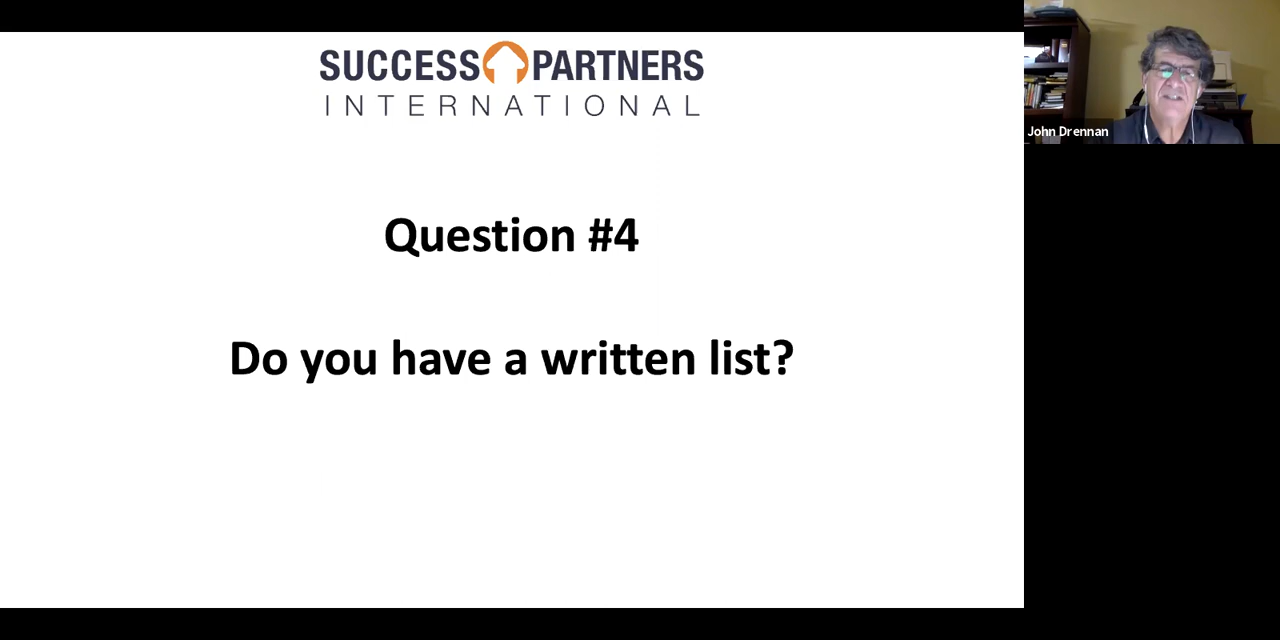 SUCCESS PARTNERS
INTERNATIONAL
Question #4
Do you have a written list?
John Drennan